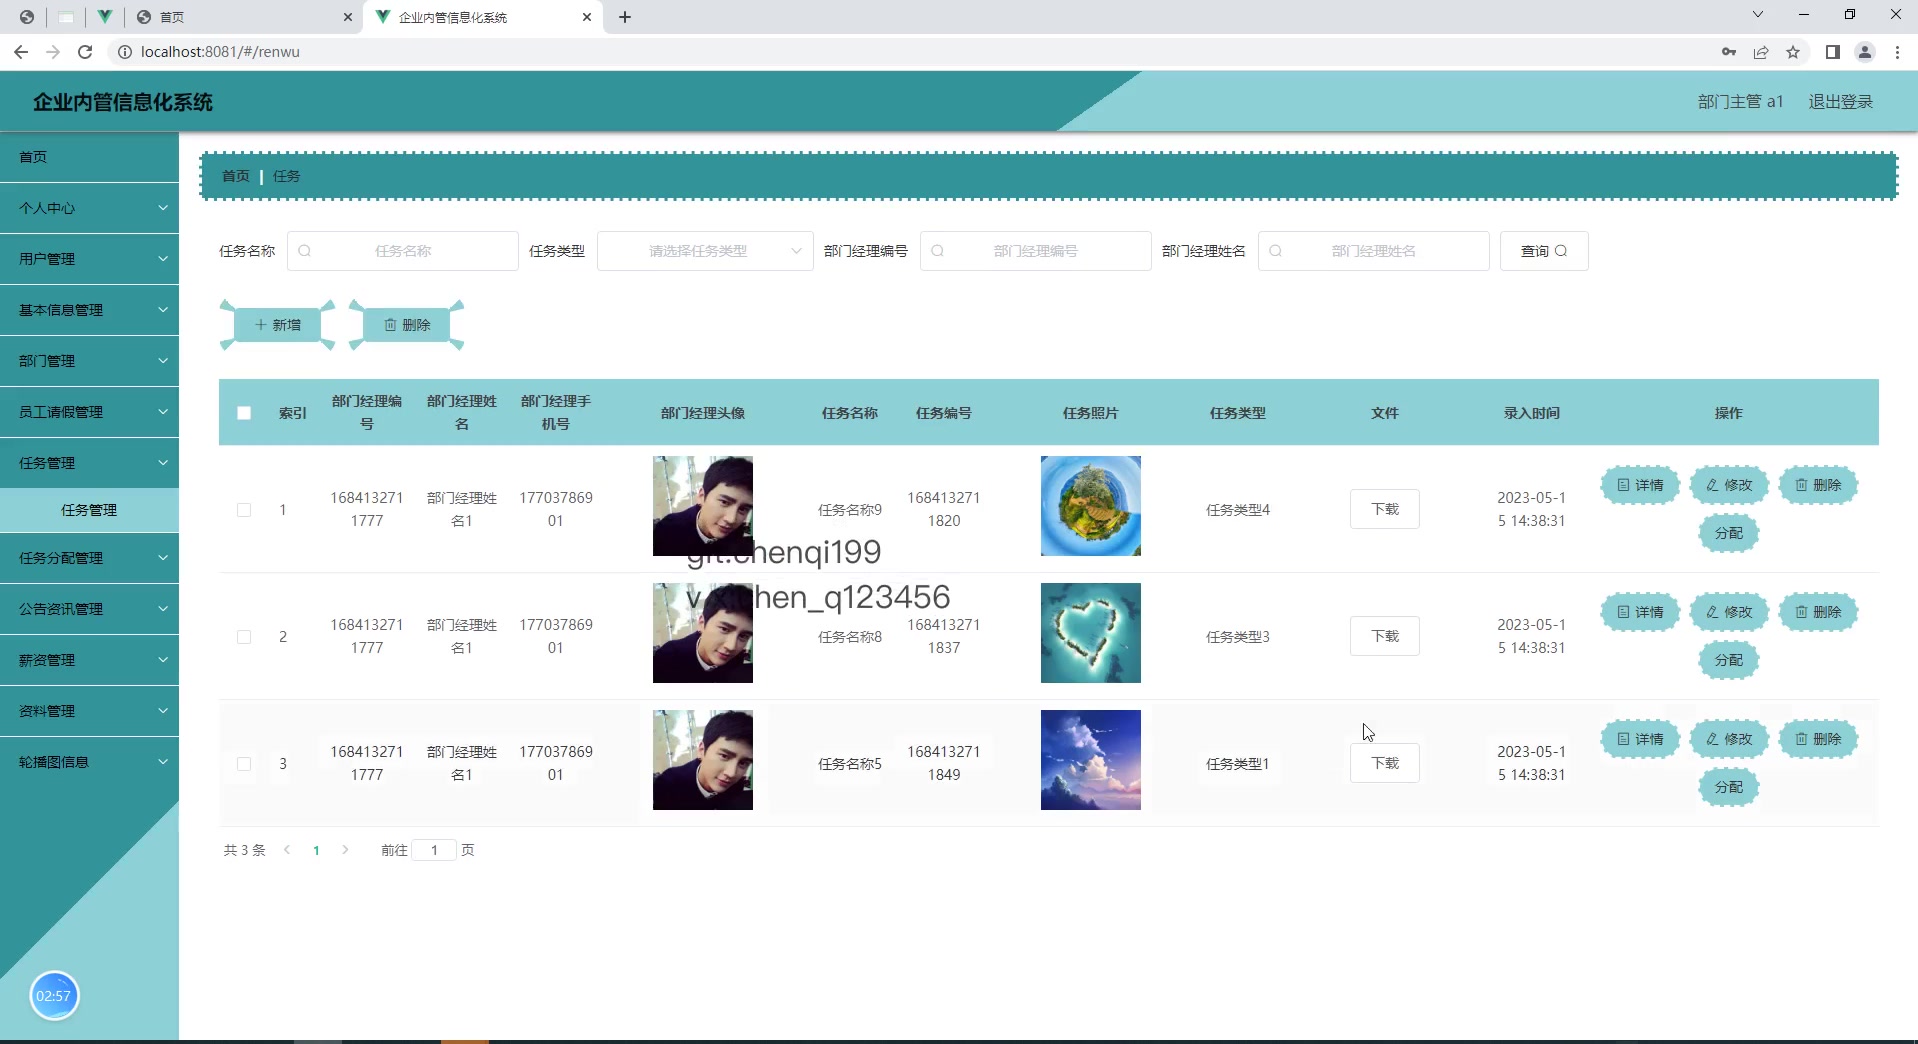 首页
企业内管信息化系统
localhost:8081/#/renwu
企业内管信息化系统
部门主管 a1
退出登录
首页
个人中心
用户管理
基本信息管理
部门管理
员工请假管理
任务管理
任务管理
任务分配管理
公告资讯管理
薪资管理
资料管理
轮播图信息
02:57
首页 | 任务
任务名称 任务名称 任务类型 请选择任务类型 部门经理编号 部门经理编号 部门经理姓名 部门经理姓名 查询
新增 删除
索引 部门经理编号 部门经理姓名 部门经理手机号 部门经理头像 任务名称 任务编号 任务照片 任务类型 文件 录入时间 操作
1 1684132711777 部门经理姓名1 17703786901 任务名称9 1684132711820 任务类型4 下载 2023-05-15 14:38:31 详情 修改 删除 分配
git:chenqi199
hen_q123456
2 1684132711777 部门经理姓名1 17703786901 任务名称8 1684132711837 任务类型3 下载 2023-05-15 14:38:31 详情 修改 删除 分配
3 1684132711777 部门经理姓名1 17703786901 任务名称5 1684132711849 任务类型1 下载 2023-05-15 14:38:31 详情 修改 删除 分配
共 3 条 1 前往 1 页